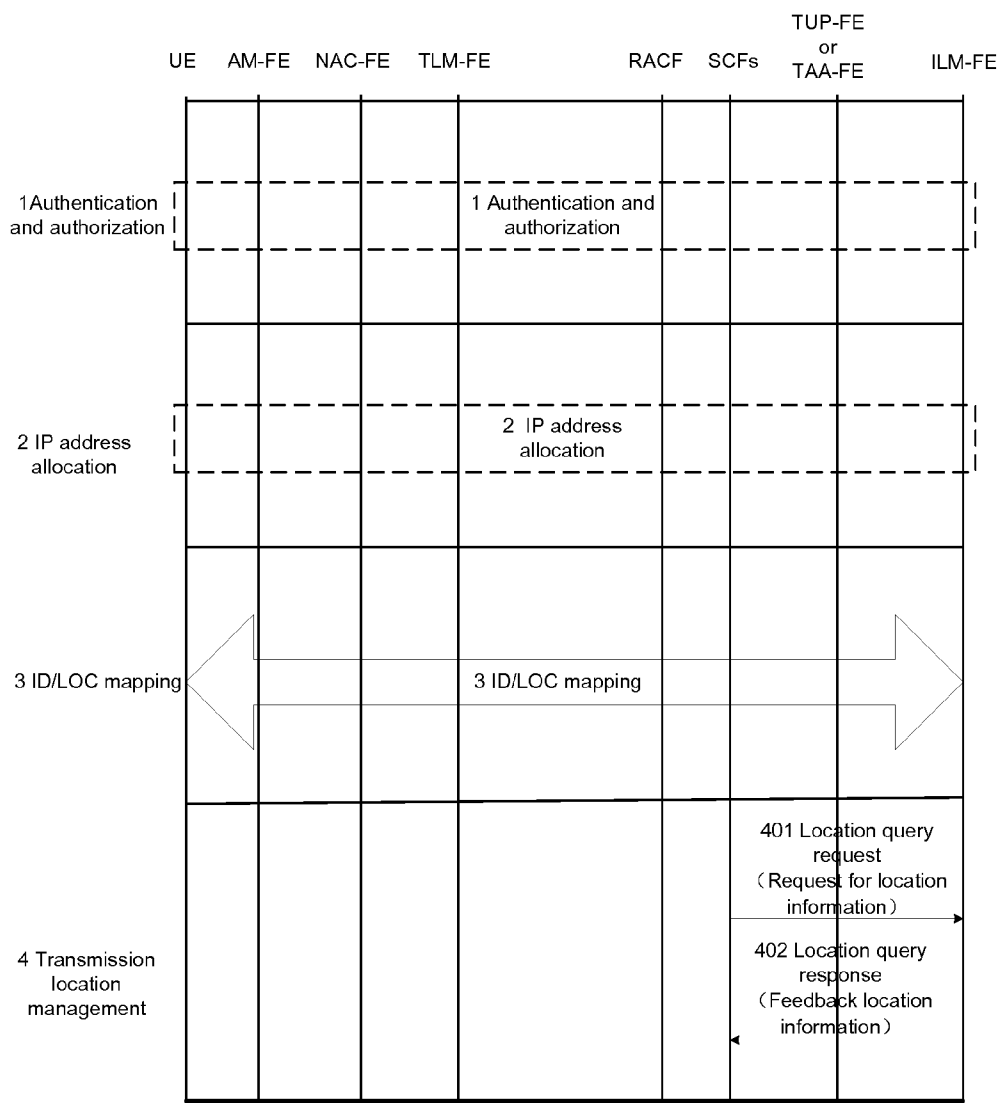 TUP-FE
or
TAA-FE
UE AM-FE NAC-FE TLM-FE RACF SCFs ILM-FE
1Authentication
and authorization
1 Authentication and
authorization
2 IP address
allocation
2 IP address
allocation
3 ID/LOC mapping
3 ID/LOC mapping
401 Location query
request
（Request for location
information）
4 Transmission
location
management
402 Location query
response
（Feedback location
information）